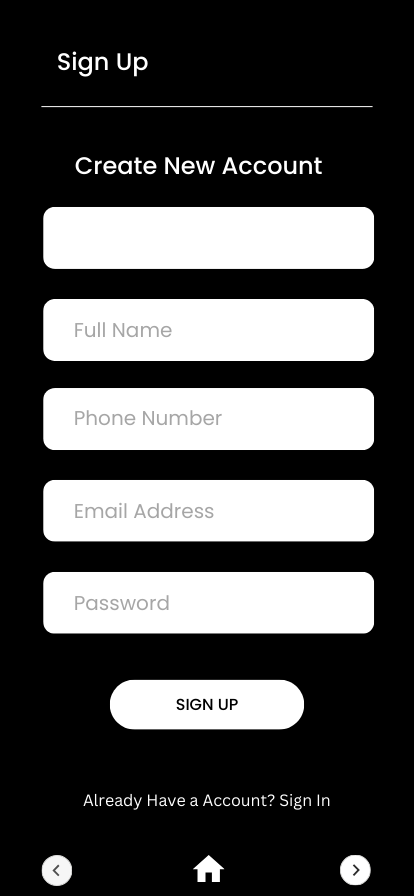 Sign Up
Create New Account
Full Name
Phone Number
Email Address
Password
SIGN UP
Already Have a Account? Sign In